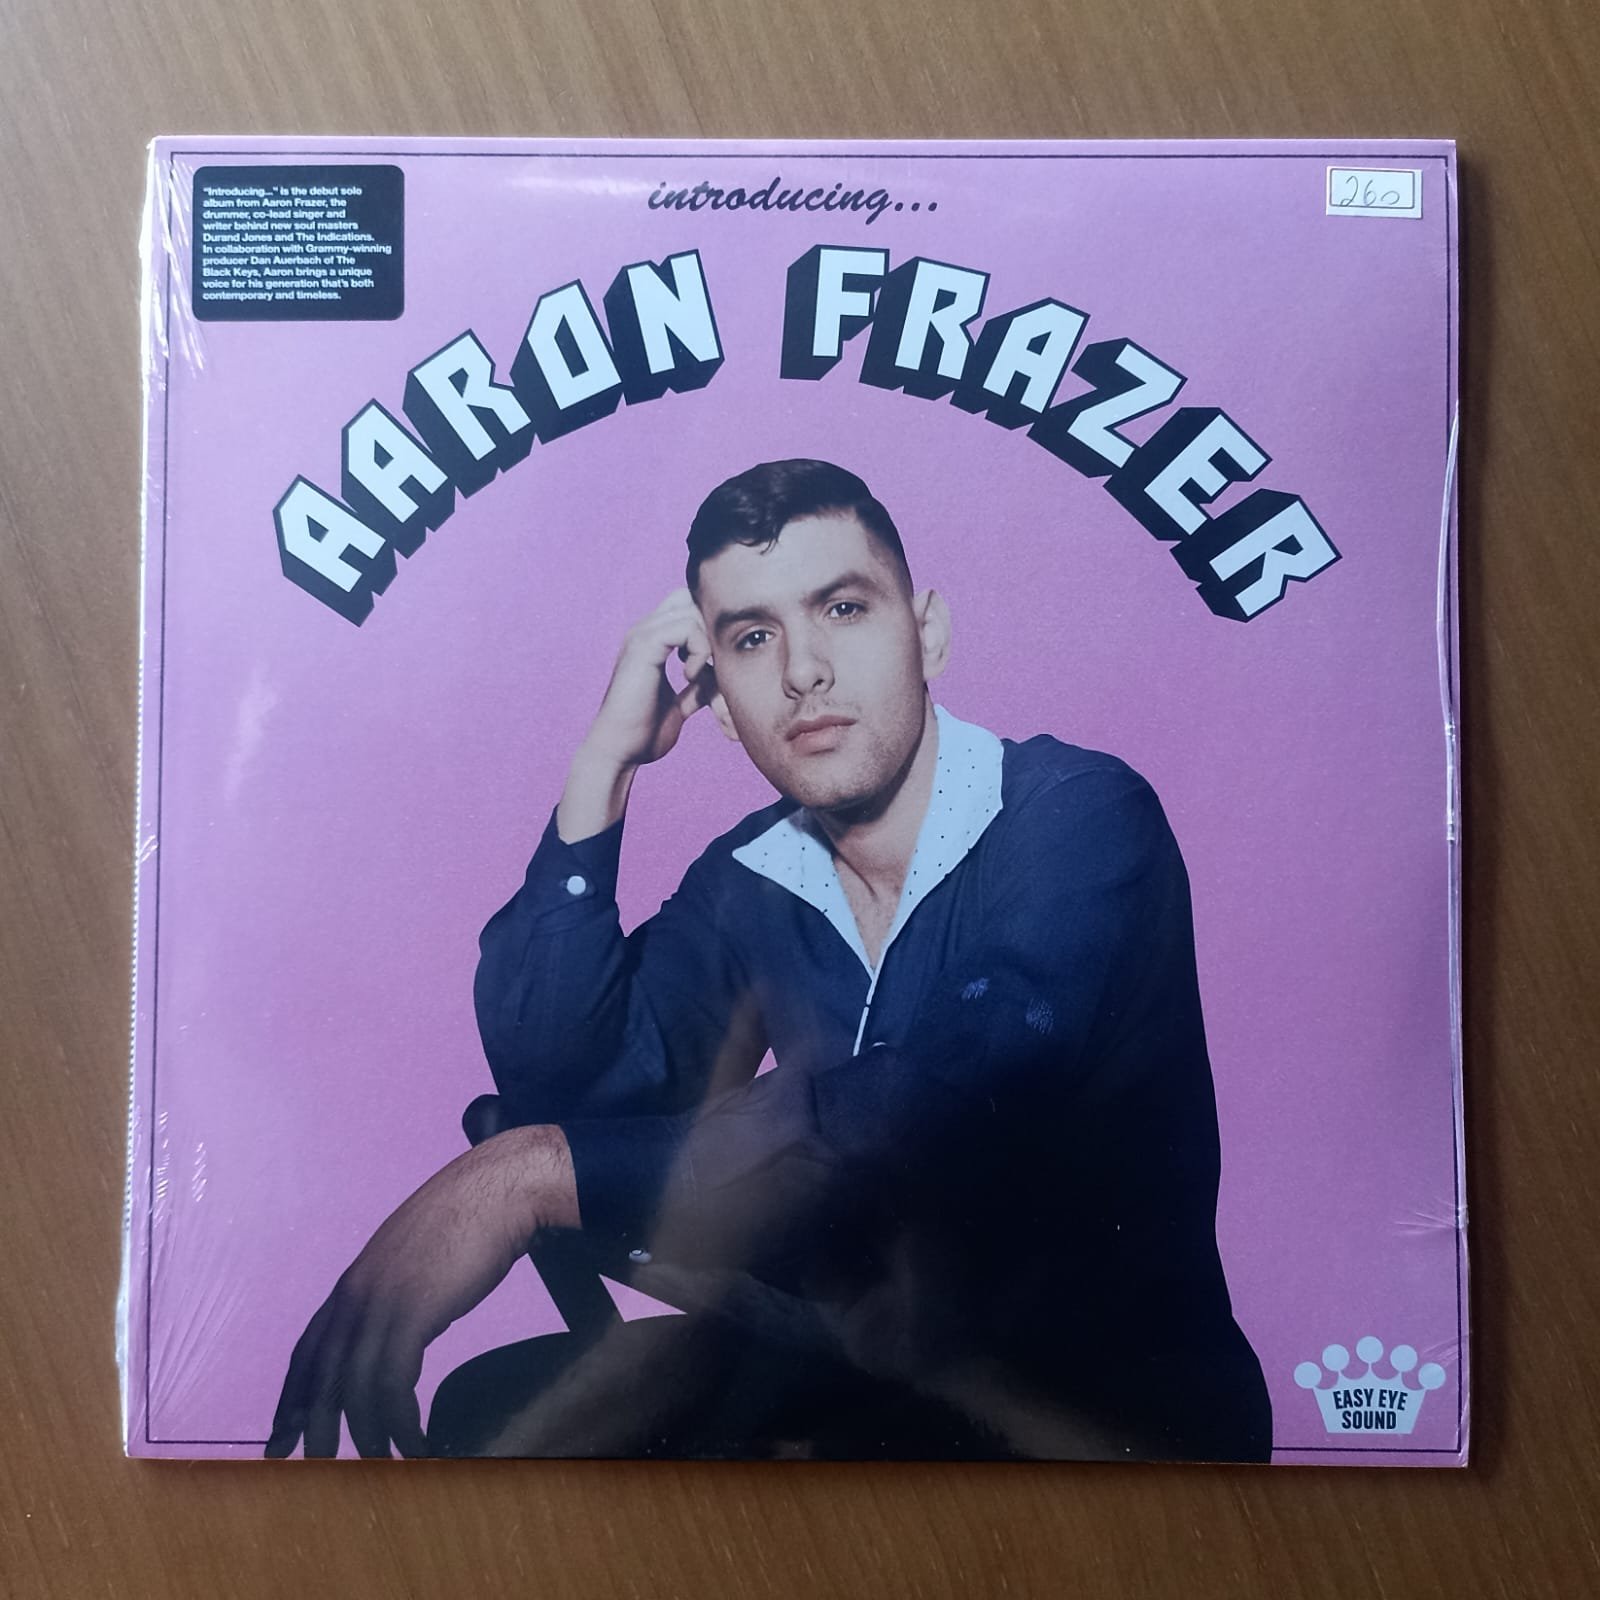 "Introducing..." is the debut solo
album from Aaron Frazer, the
drummer, co-lead singer and
writer behind new soul masters
Durand Jones and The Indications.
In collaboration with Grammy-winning
producer Dan Auerbach of The
Black Keys, Aaron brings a unique
voice for his generation that's both
contemporary and timeless.
introducing...
260
AARON FRAZER
EASY EYE
SOUND